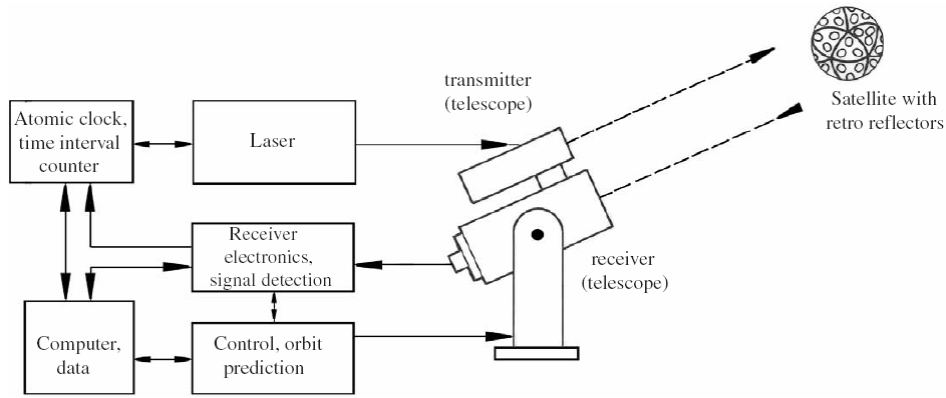 transmitter
(telescope)
Satellite with
retro reflectors
Atomic clock,
time interval
counter
Laser
Receiver
electronics,
signal detection
receiver
(telescope)
Computer,
data
Control, orbit
prediction